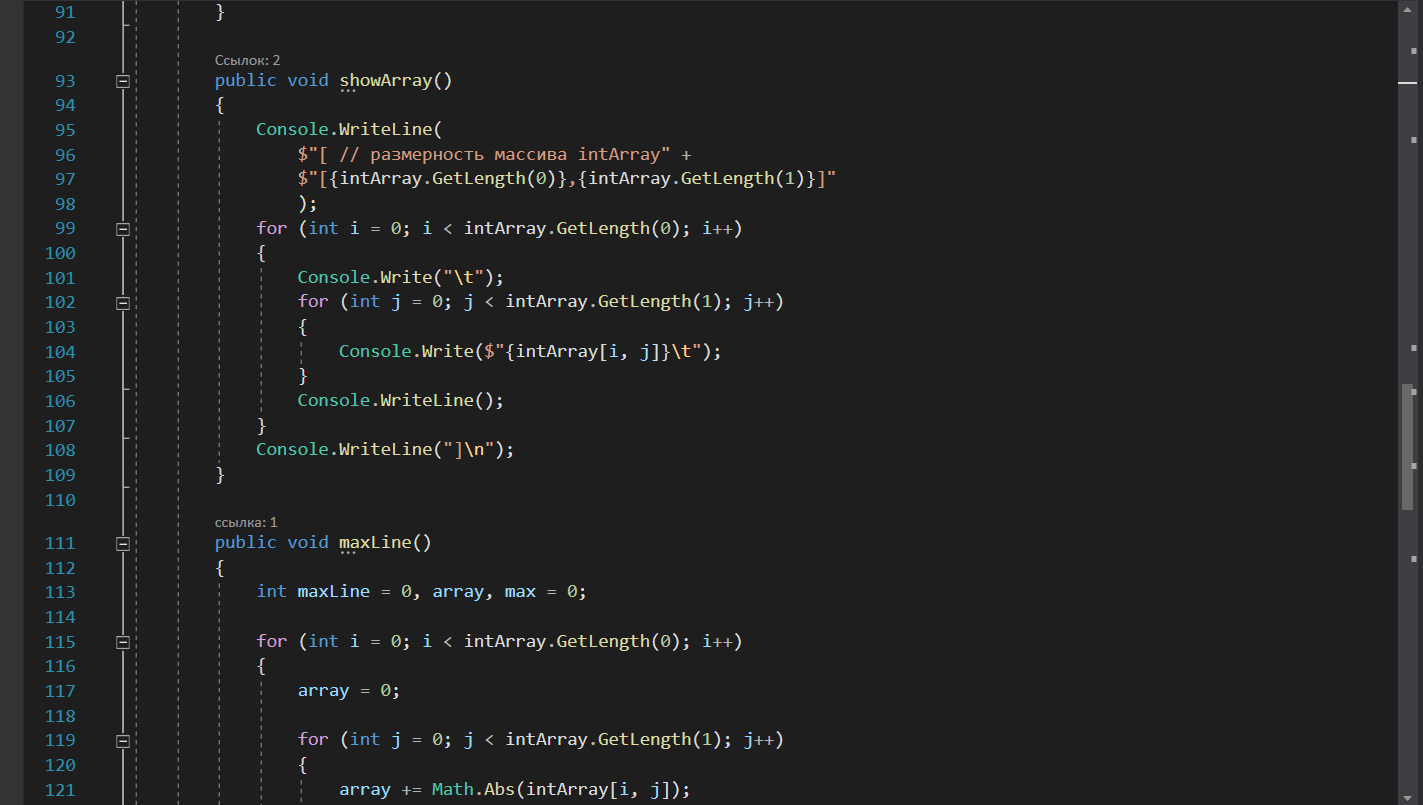 91 }
92
Ссылок: 2
93 public void showArray()
94 {
95 Console.WriteLine(
96 $"[ // размерность массива intArray" +
97 $"[{intArray.GetLength(0)},{intArray.GetLength(1)}]"
98 );
99 for (int i = 0; i < intArray.GetLength(0); i++)
100 {
101 Console.Write("\t");
102 for (int j = 0; j < intArray.GetLength(1); j++)
103 {
104 Console.Write($"{intArray[i, j]}\t");
105 }
106 Console.WriteLine();
107 }
108 Console.WriteLine("]\n");
109 }
110
ссылка: 1
111 public void maxLine()
112 {
113 int maxLine = 0, array, max = 0;
114
115 for (int i = 0; i < intArray.GetLength(0); i++)
116 {
117 array = 0;
118
119 for (int j = 0; j < intArray.GetLength(1); j++)
120 {
121 array += Math.Abs(intArray[i, j]);